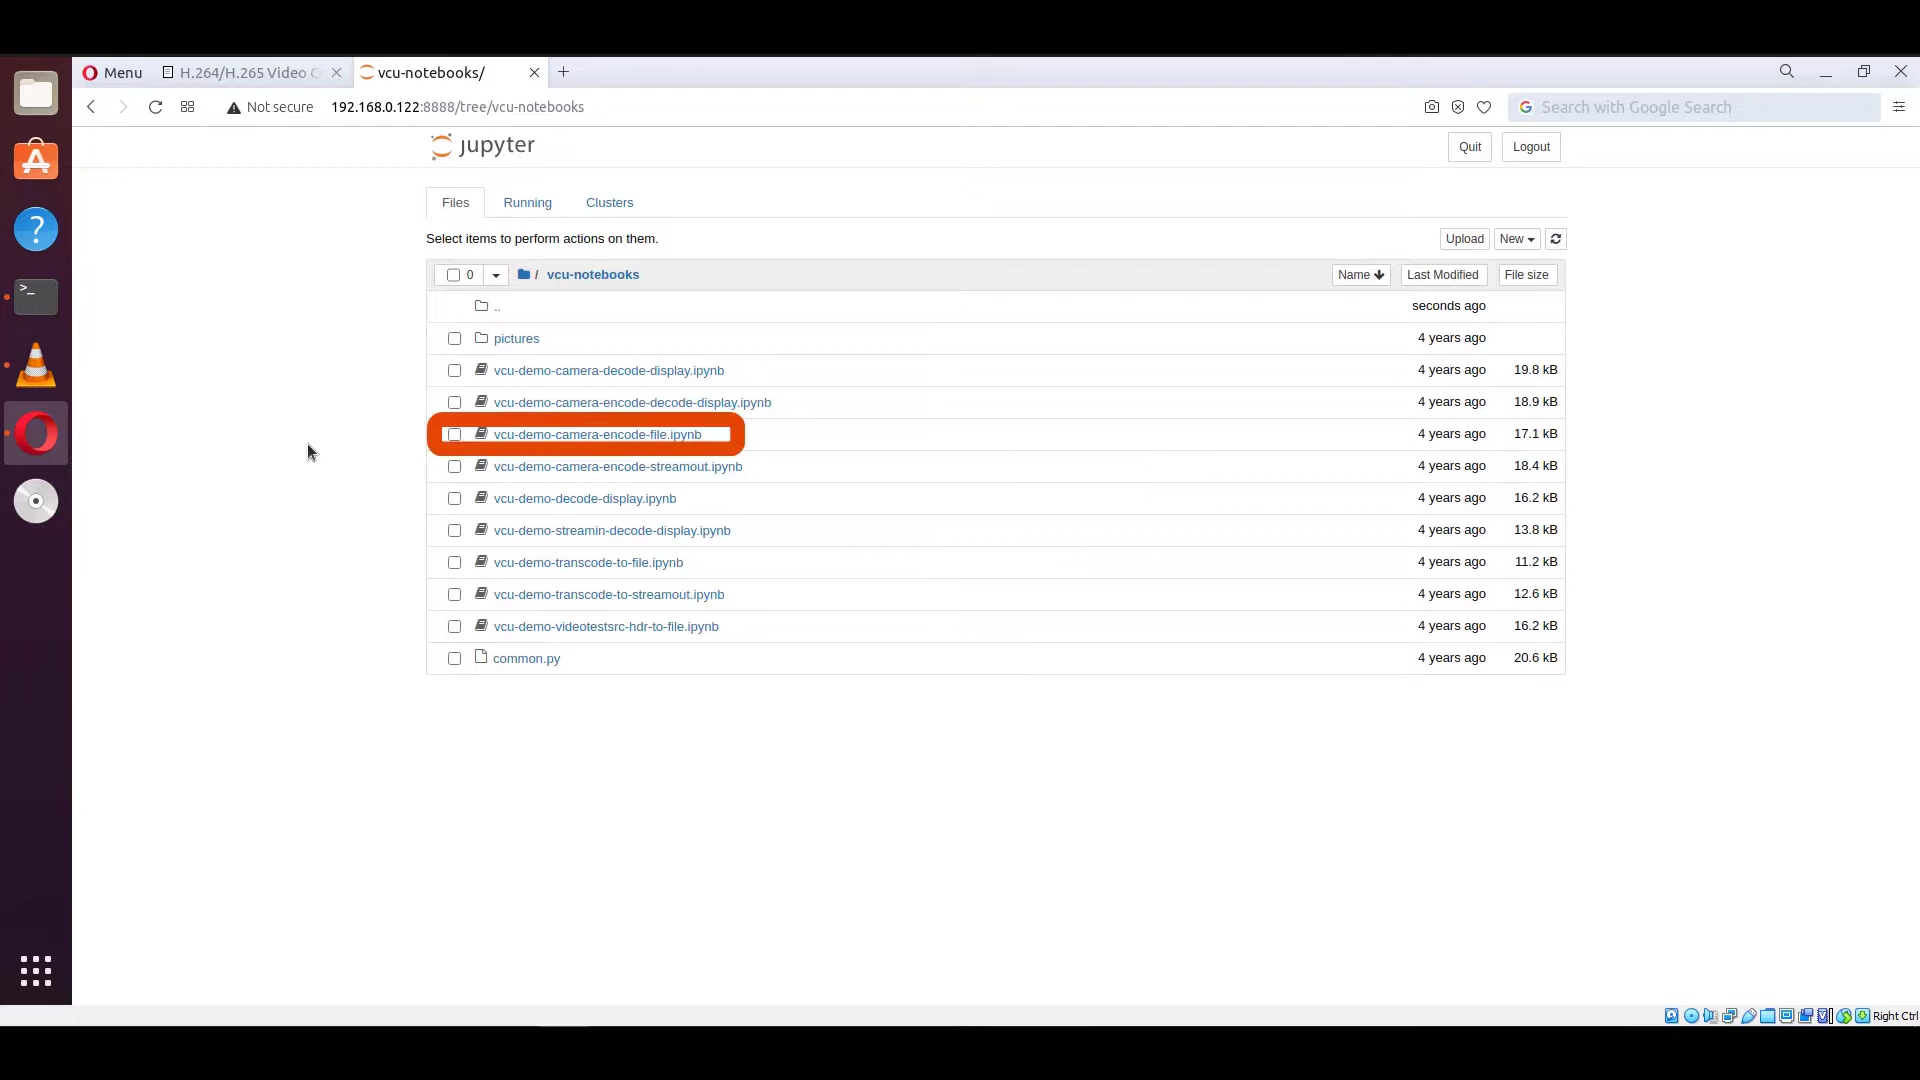 Menu H.264/H.265 Video C vcu-notebooks/
Not secure 192.168.0.122:8888/tree/vcu-notebooks Search with Google Search
jupyter Quit Logout
Files Running Clusters
Select items to perform actions on them. Upload New
0 / vcu-notebooks Name Last Modified File size
.. seconds ago
pictures 4 years ago
vcu-demo-camera-decode-display.ipynb 4 years ago 19.8 kB
vcu-demo-camera-encode-decode-display.ipynb 4 years ago 18.9 kB
vcu-demo-camera-encode-file.ipynb 4 years ago 17.1 kB
vcu-demo-camera-encode-streamout.ipynb 4 years ago 18.4 kB
vcu-demo-decode-display.ipynb 4 years ago 16.2 kB
vcu-demo-streamin-decode-display.ipynb 4 years ago 13.8 kB
vcu-demo-transcode-to-file.ipynb 4 years ago 11.2 kB
vcu-demo-transcode-to-streamout.ipynb 4 years ago 12.6 kB
vcu-demo-videotestsrc-hdr-to-file.ipynb 4 years ago 16.2 kB
common.py 4 years ago 20.6 kB
Right Ctrl